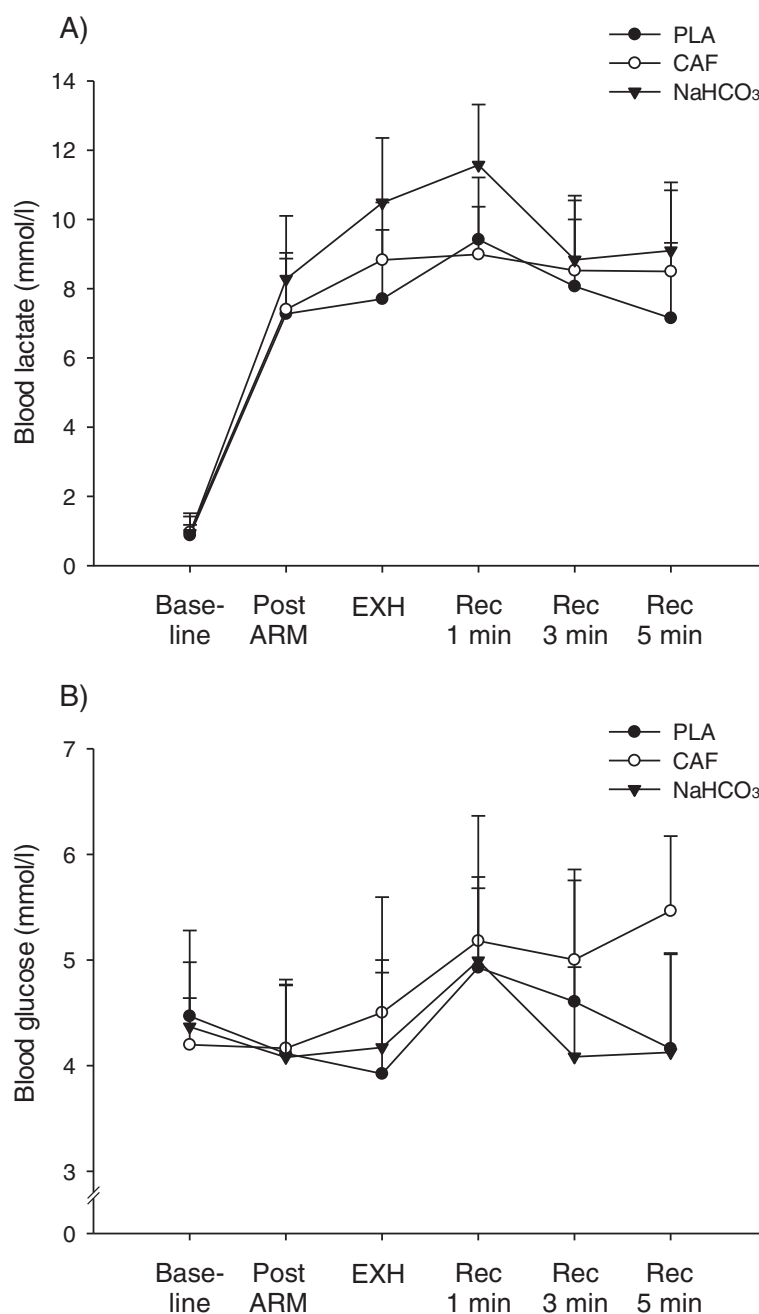 A)
PLA
CAF
NaHCO₃
14
12
10
8
6
4
2
0
Blood lactate (mmol/l)
Base-
line
Post
ARM
EXH
Rec
1 min
Rec
3 min
Rec
5 min
B)
PLA
CAF
NaHCO₃
7
6
5
4
3
0
Blood glucose (mmol/l)
Base-
line
Post
ARM
EXH
Rec
1 min
Rec
3 min
Rec
5 min